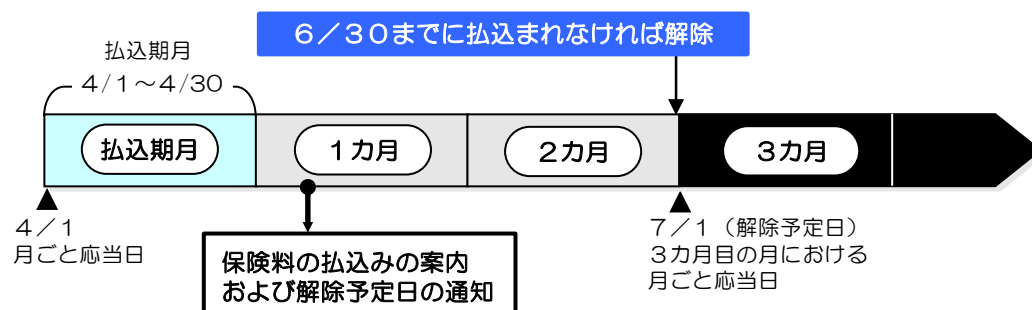 ６／３０までに払込まれなければ解除
払込期月
４/１～４/30
払込期月
１カ月
２カ月
３カ月
４／１
月ごと応当日
７／１（解除予定日）
３カ月目の月における
月ごと応当日
保険料の払込みの案内
および解除予定日の通知